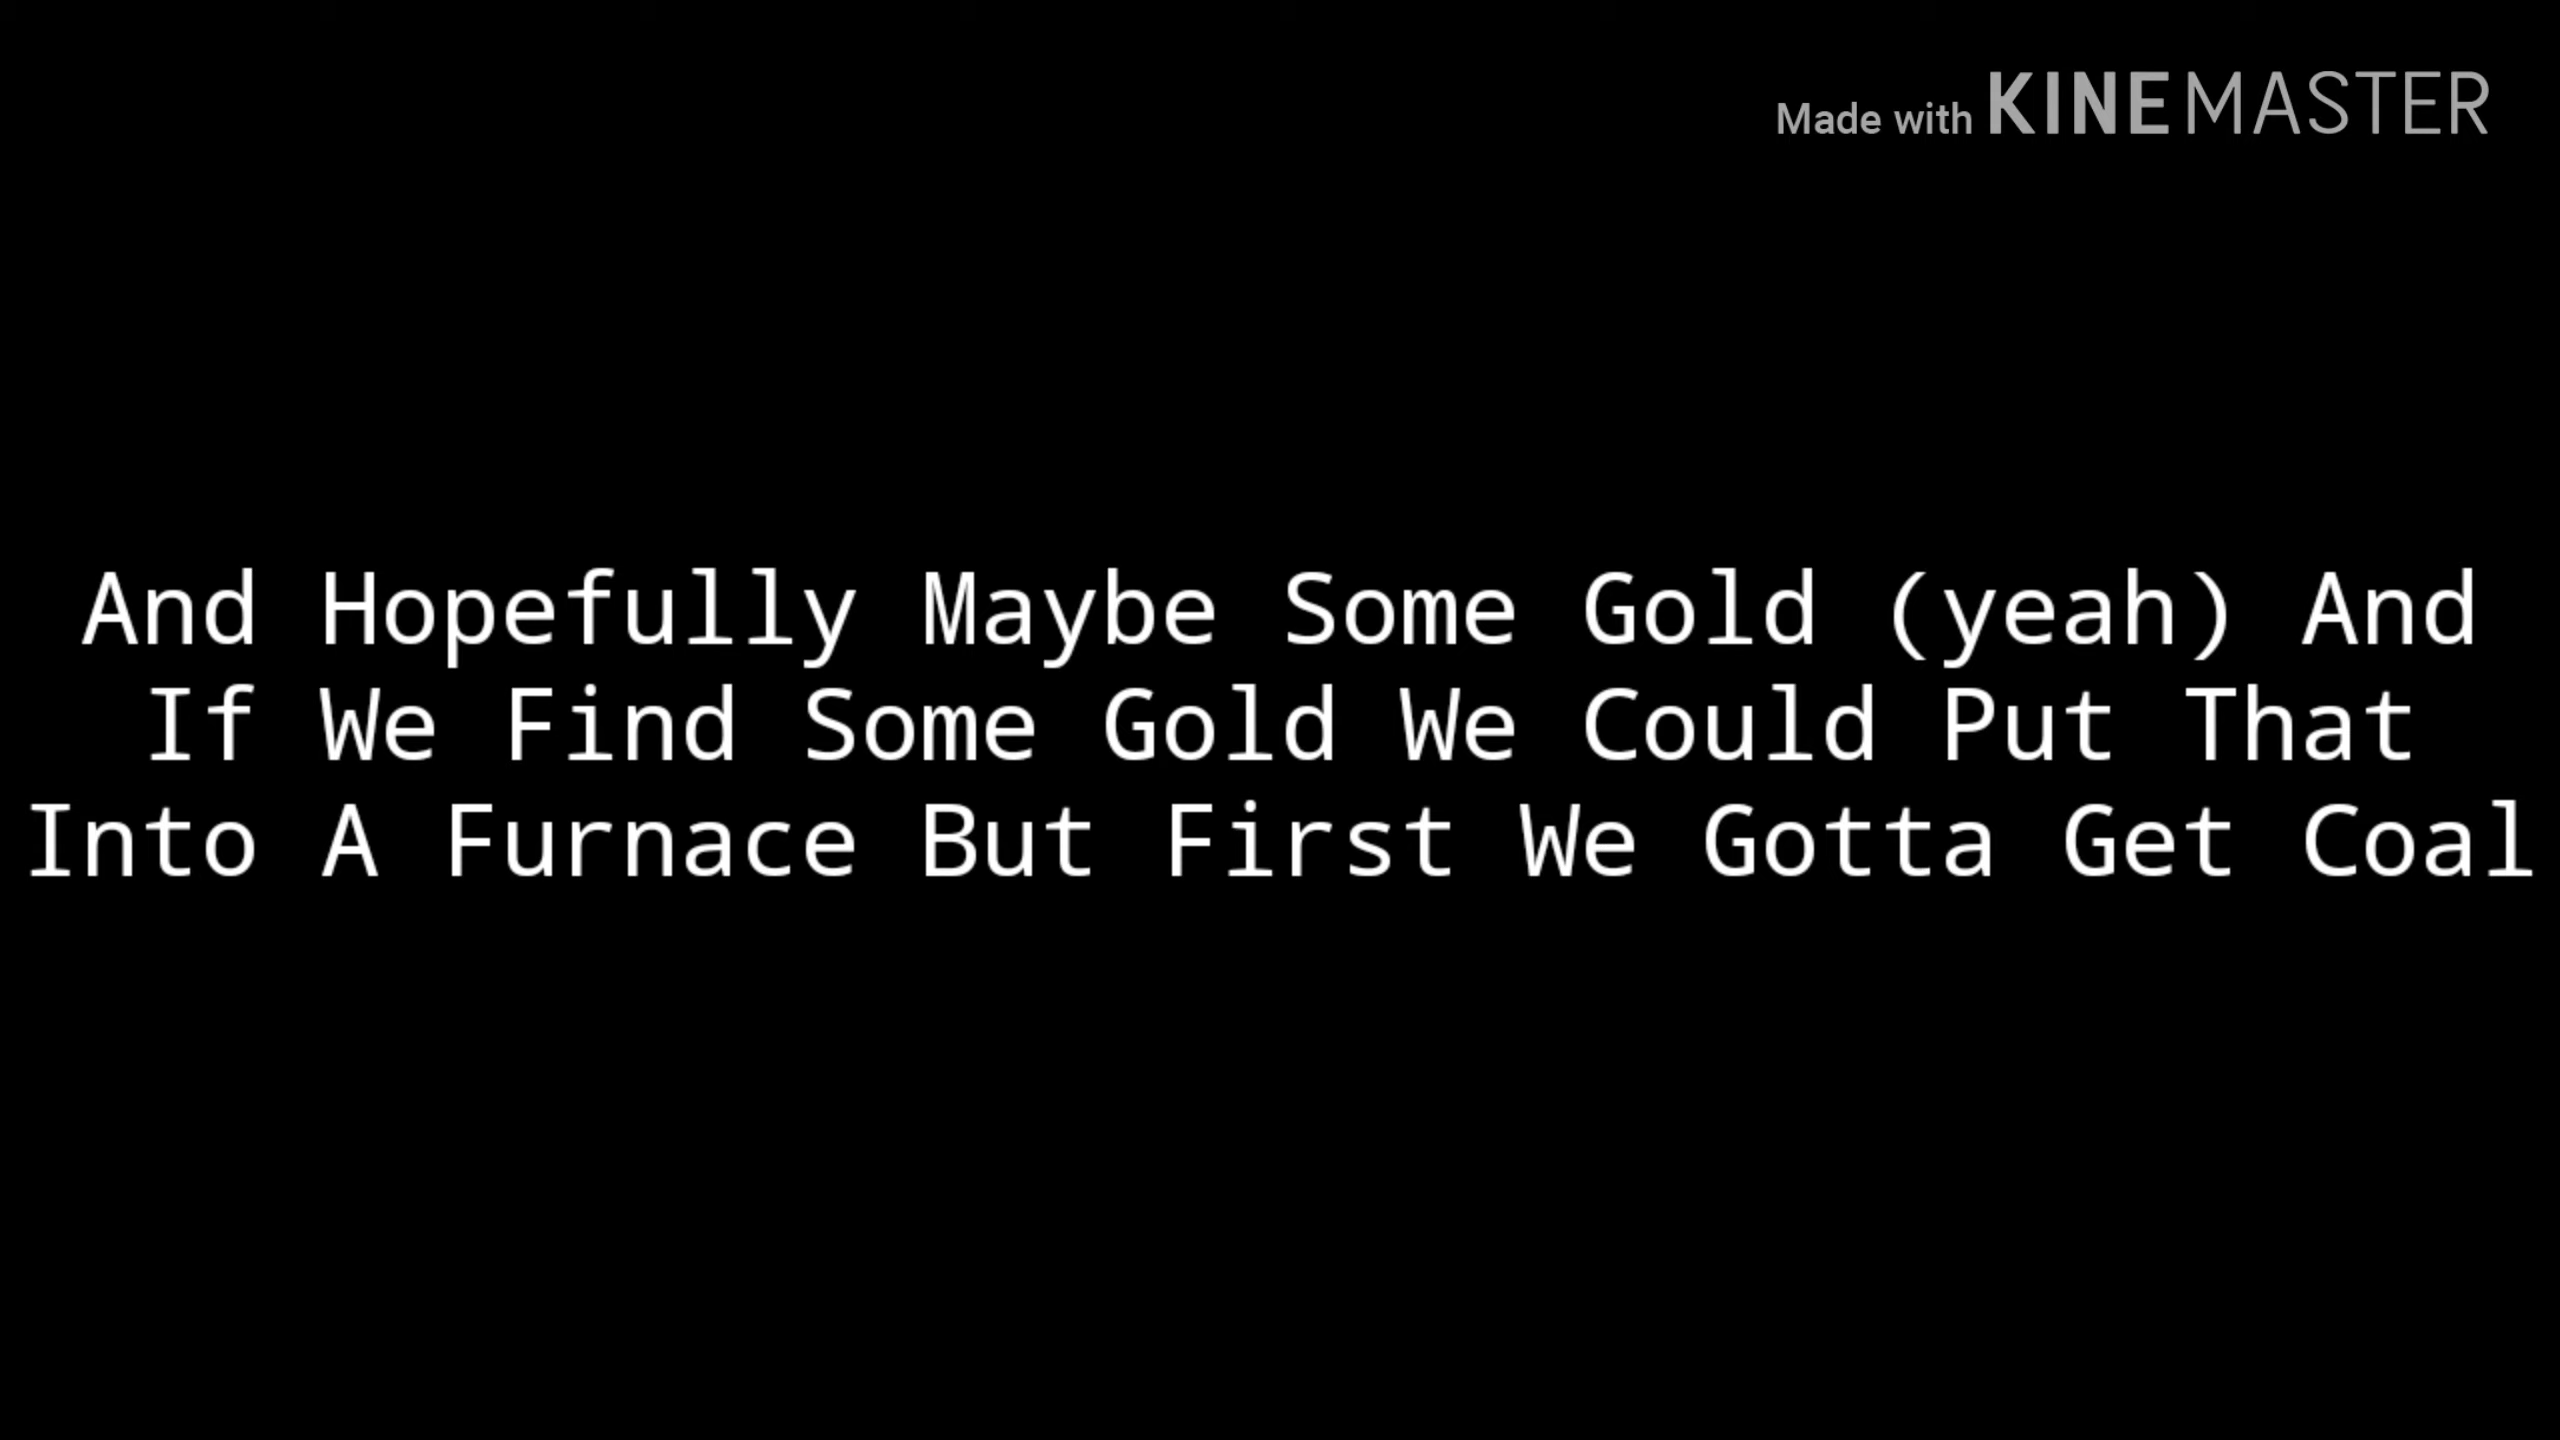 Made with KINEMASTER
And Hopefully Maybe Some Gold (yeah) And
If We Find Some Gold We Could Put That
Into A Furnace But First We Gotta Get Coal